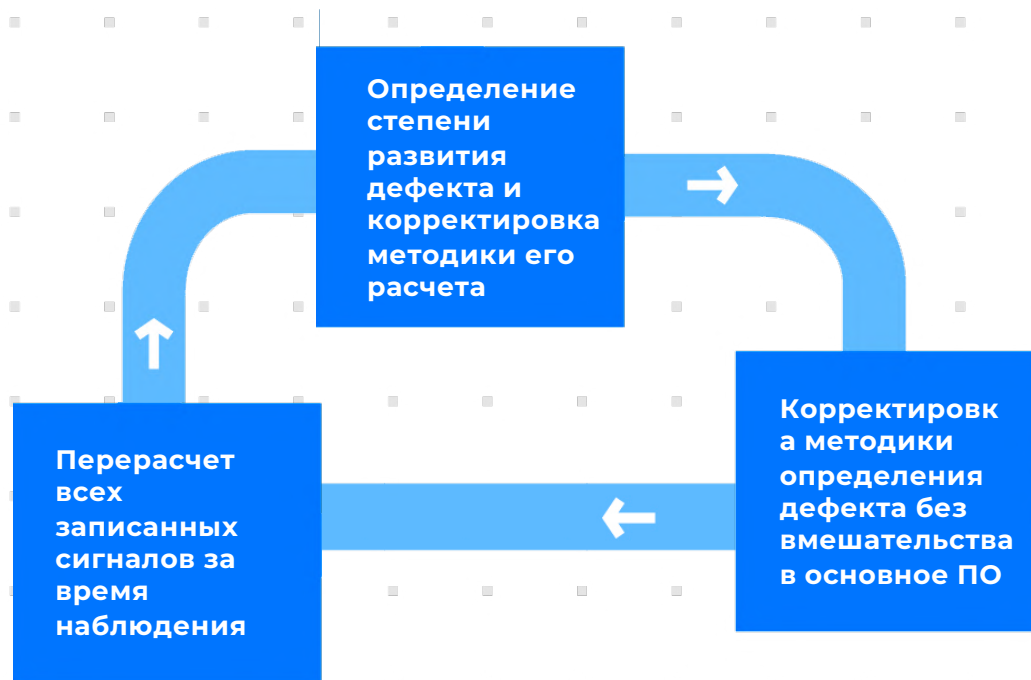 Определение
степени
развития
дефекта и
корректировка
методики его
расчета
Корректировк
а методики
определения
дефекта без
вмешательства
в основное ПО
Перерасчет
всех
записанных
сигналов за
время
наблюдения